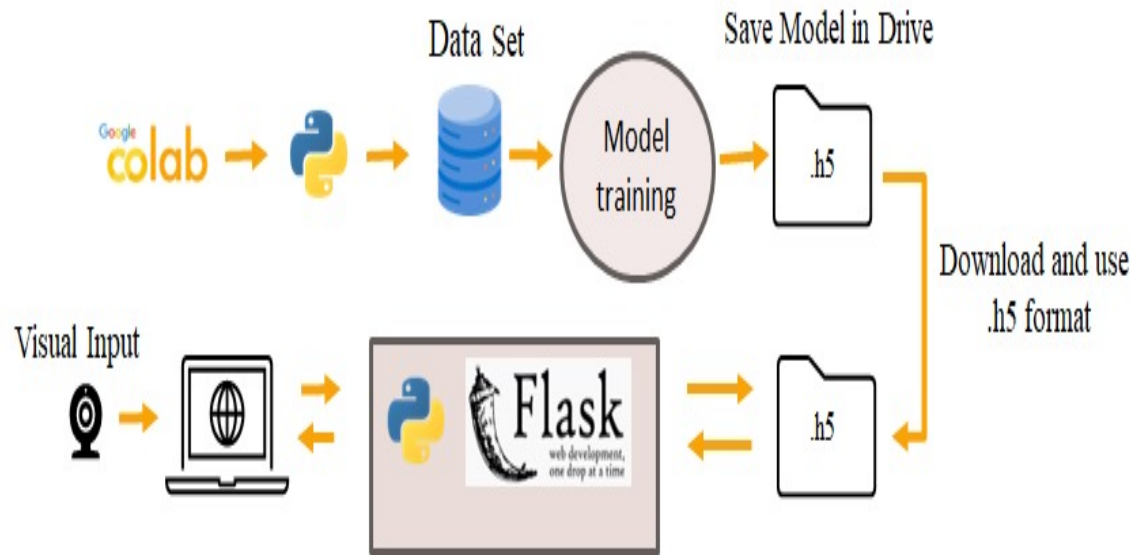 Data Set
Save Model in Drive
Google
colab
Model
training
.h5
Download and use
.h5 format
Visual Input
Flask
web development,
one drop at a time
.h5